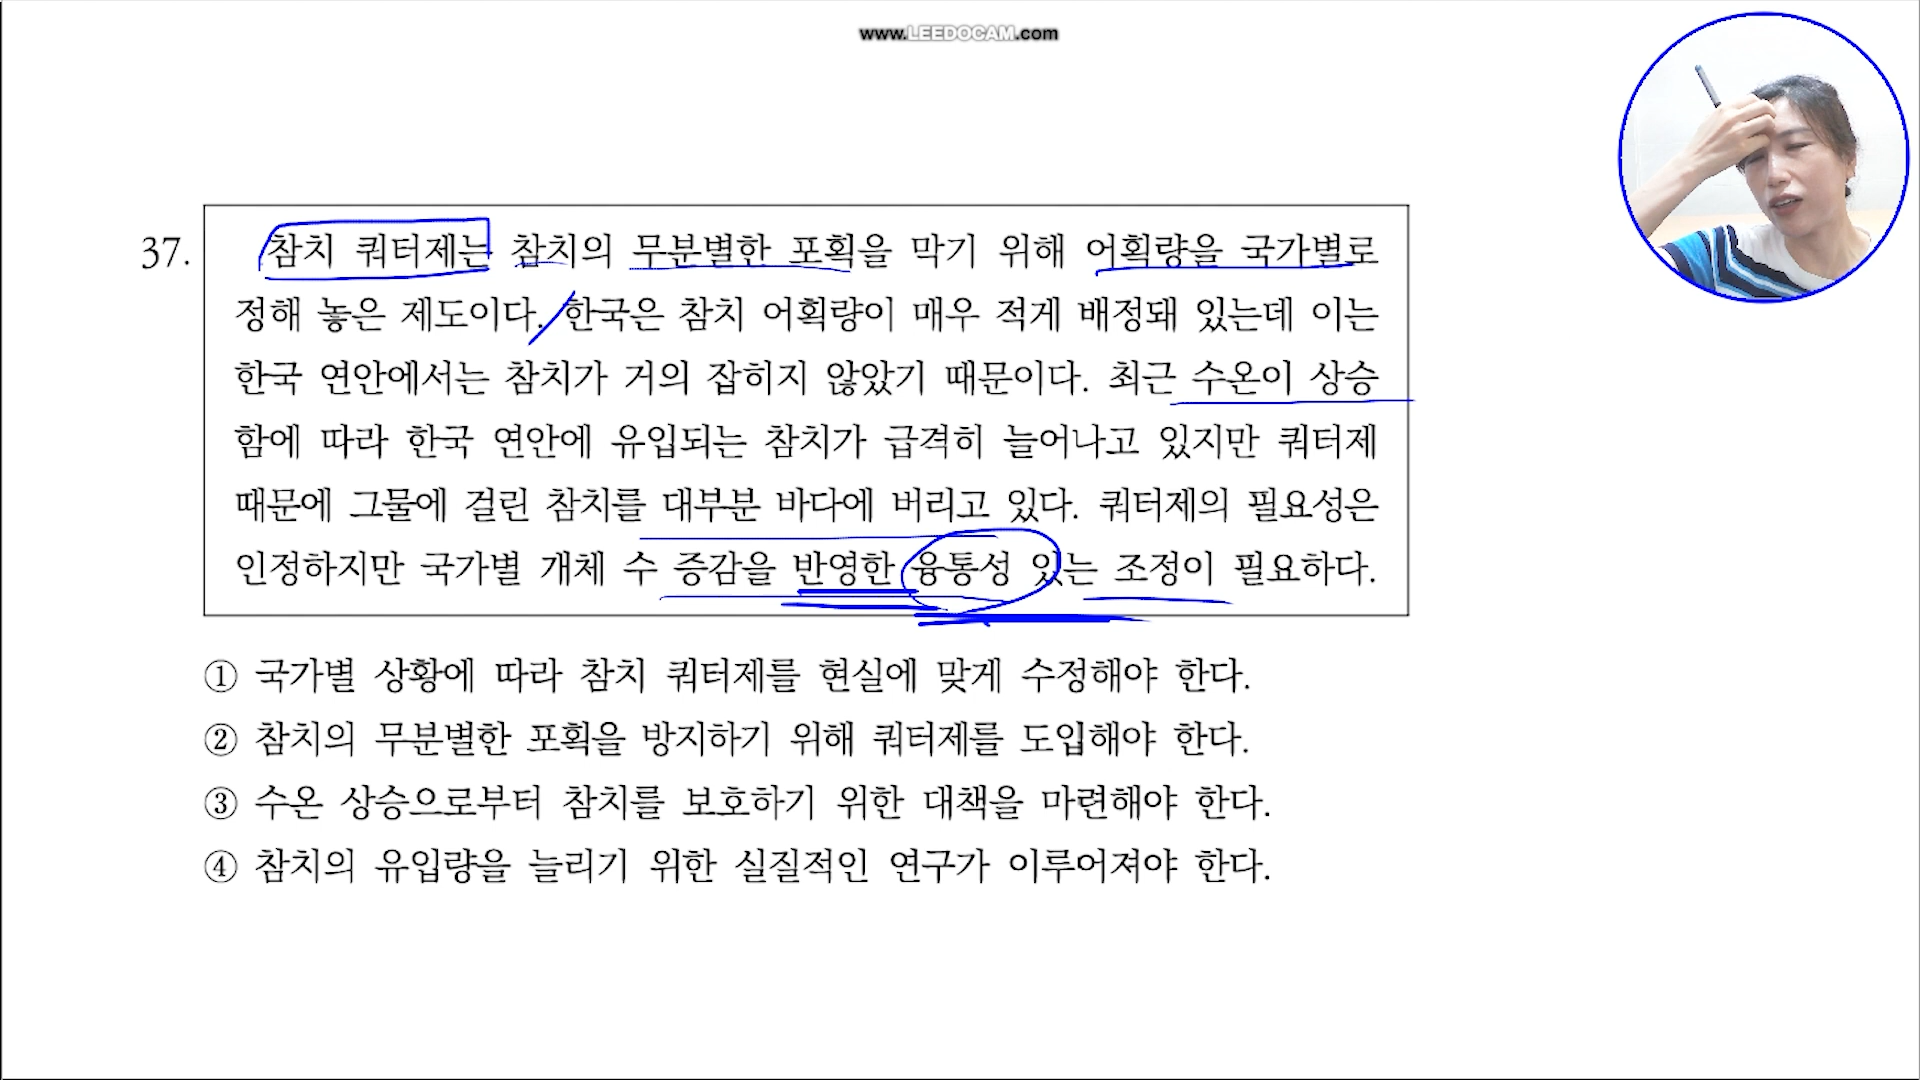 www.LEEDOCAM.com
37. 참치 쿼터제는 참치의 무분별한 포획을 막기 위해 어획량을 국가별로
정해 놓은 제도이다. 한국은 참치 어획량이 매우 적게 배정돼 있는데 이는
한국 연안에서는 참치가 거의 잡히지 않았기 때문이다. 최근 수온이 상승
함에 따라 한국 연안에 유입되는 참치가 급격히 늘어나고 있지만 쿼터제
때문에 그물에 걸린 참치를 대부분 바다에 버리고 있다. 쿼터제의 필요성은
인정하지만 국가별 개체 수 증감을 반영한 융통성 있는 조정이 필요하다.
① 국가별 상황에 따라 참치 쿼터제를 현실에 맞게 수정해야 한다.
② 참치의 무분별한 포획을 방지하기 위해 쿼터제를 도입해야 한다.
③ 수온 상승으로부터 참치를 보호하기 위한 대책을 마련해야 한다.
④ 참치의 유입량을 늘리기 위한 실질적인 연구가 이루어져야 한다.